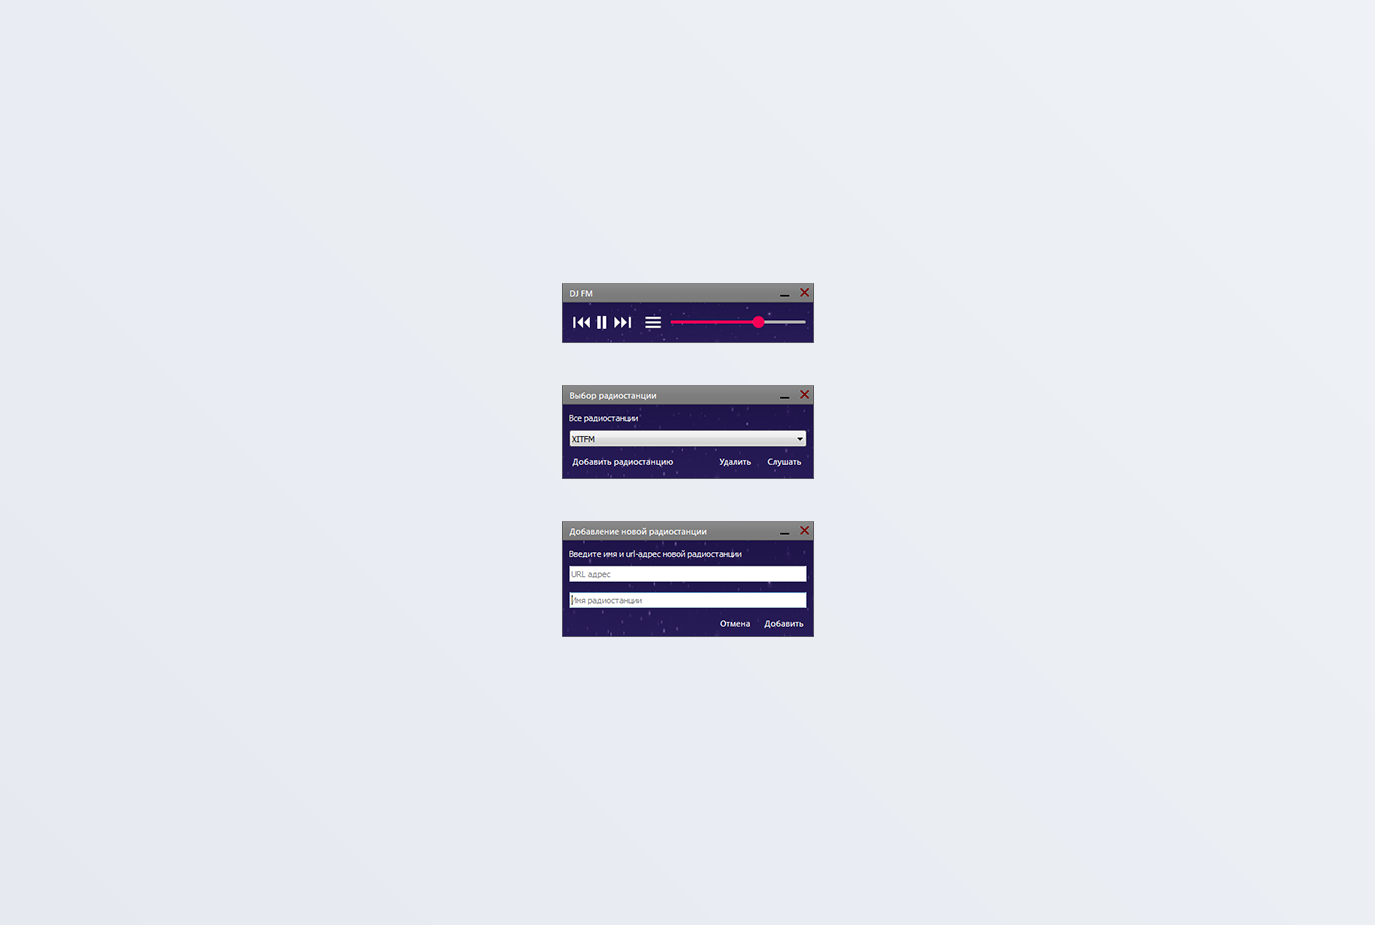 DJ FM
Выбор радиостанции
Все радиостанции
XITFM
Добавить радиостанцию Удалить Слушать
Добавление новой радиостанции
Введите имя и url-адрес новой радиостанции
URL адрес
Имя радиостанции
Отмена Добавить